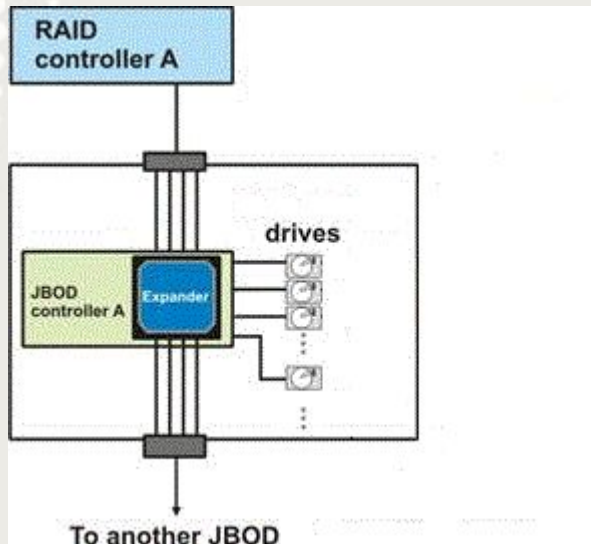 RAID
controller A
drives
JBOD
controller A
Expander
To another JBOD